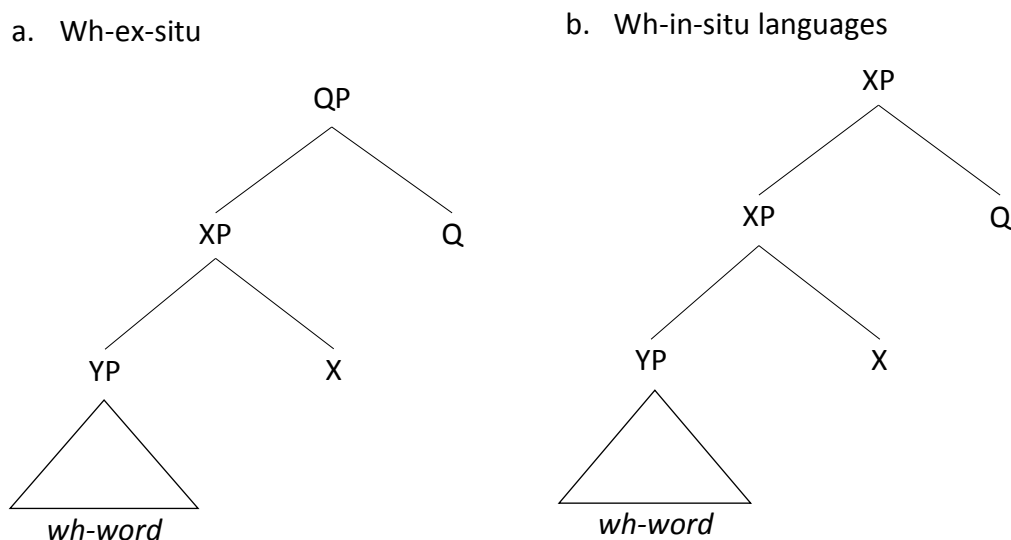 a. Wh-ex-situ
QP
XP Q
YP X
wh-word
b. Wh-in-situ languages
XP
XP Q
YP X
wh-word